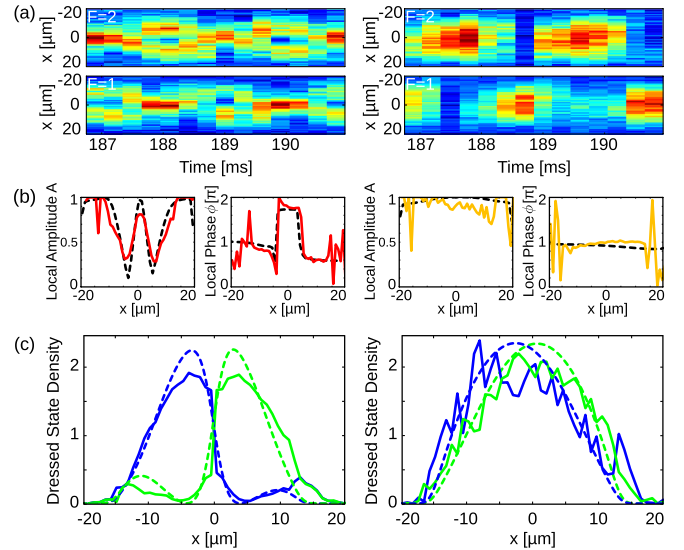 (a)
-20 F=2 -20 F=2
x [µm] 0 x [µm] 0
20 20
-20 F=1 -20 F=1
x [µm] 0 x [µm] 0
20 20
187 188 189 190 187 188 189 190
Time [ms] Time [ms]
(b)
Local Amplitude A 1 0.5 0 Local Phase ϕ [π] 2 1 0 Local Amplitude A 1 0.5 0 Local Phase ϕ [π] 2 1 0
-20 0 20 -20 0 20 -20 0 20 -20 0 20
x [µm] x [µm] x [µm] x [µm]
(c)
Dressed State Density 2 1 0 Dressed State Density 2 1 0
-20 -10 0 10 20 -20 -10 0 10 20
x [µm] x [µm]